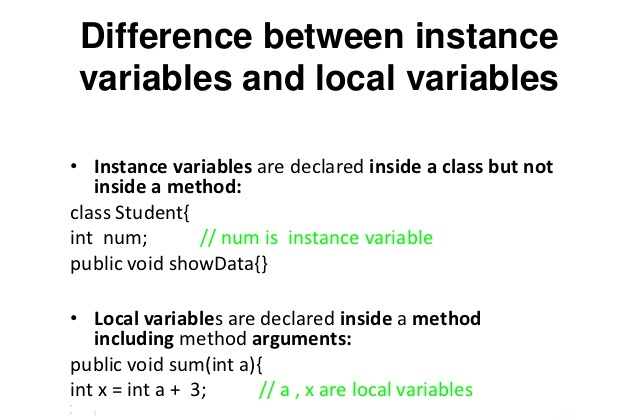 Difference between instance
variables and local variables
• Instance variables are declared inside a class but not
inside a method:
class Student{
int num; // num is instance variable
public void showData{}
• Local variables are declared inside a method
including method arguments:
public void sum(int a){
int x = int a + 3; // a , x are local variables